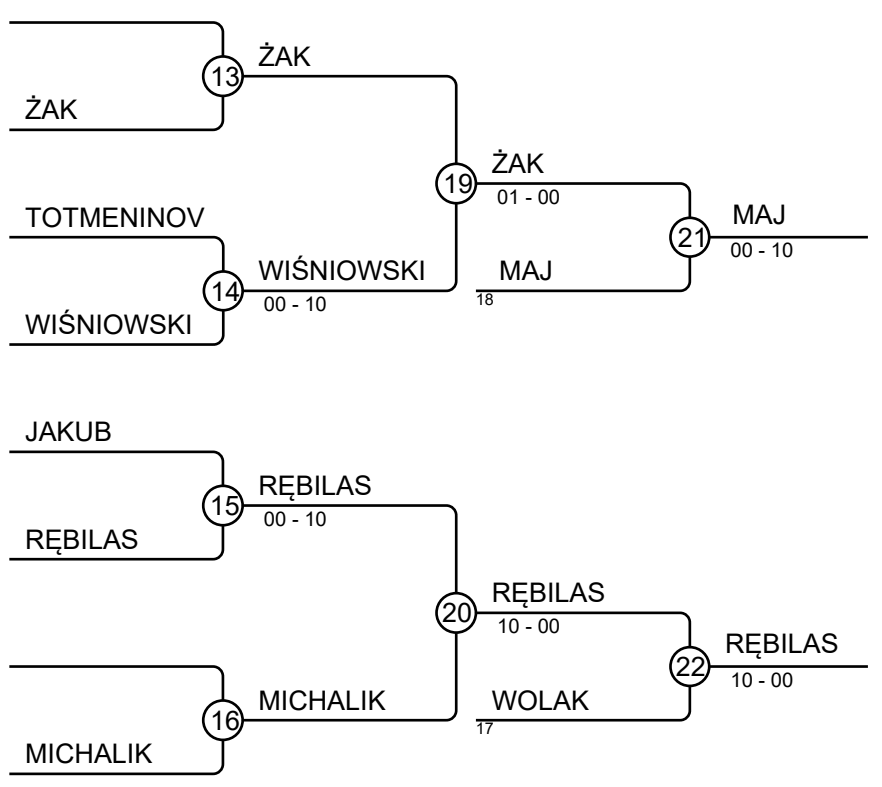 ŻAK
13
ŻAK
TOTMENINOV
14
WIŚNIOWSKI
00 - 10
WIŚNIOWSKI
19
ŻAK
01 - 00
MAJ
18
21
MAJ
00 - 10
JAKUB
15
RĘBILAS
00 - 10
RĘBILAS
20
RĘBILAS
10 - 00
16
MICHALIK
MICHALIK
WOLAK
17
22
RĘBILAS
10 - 00